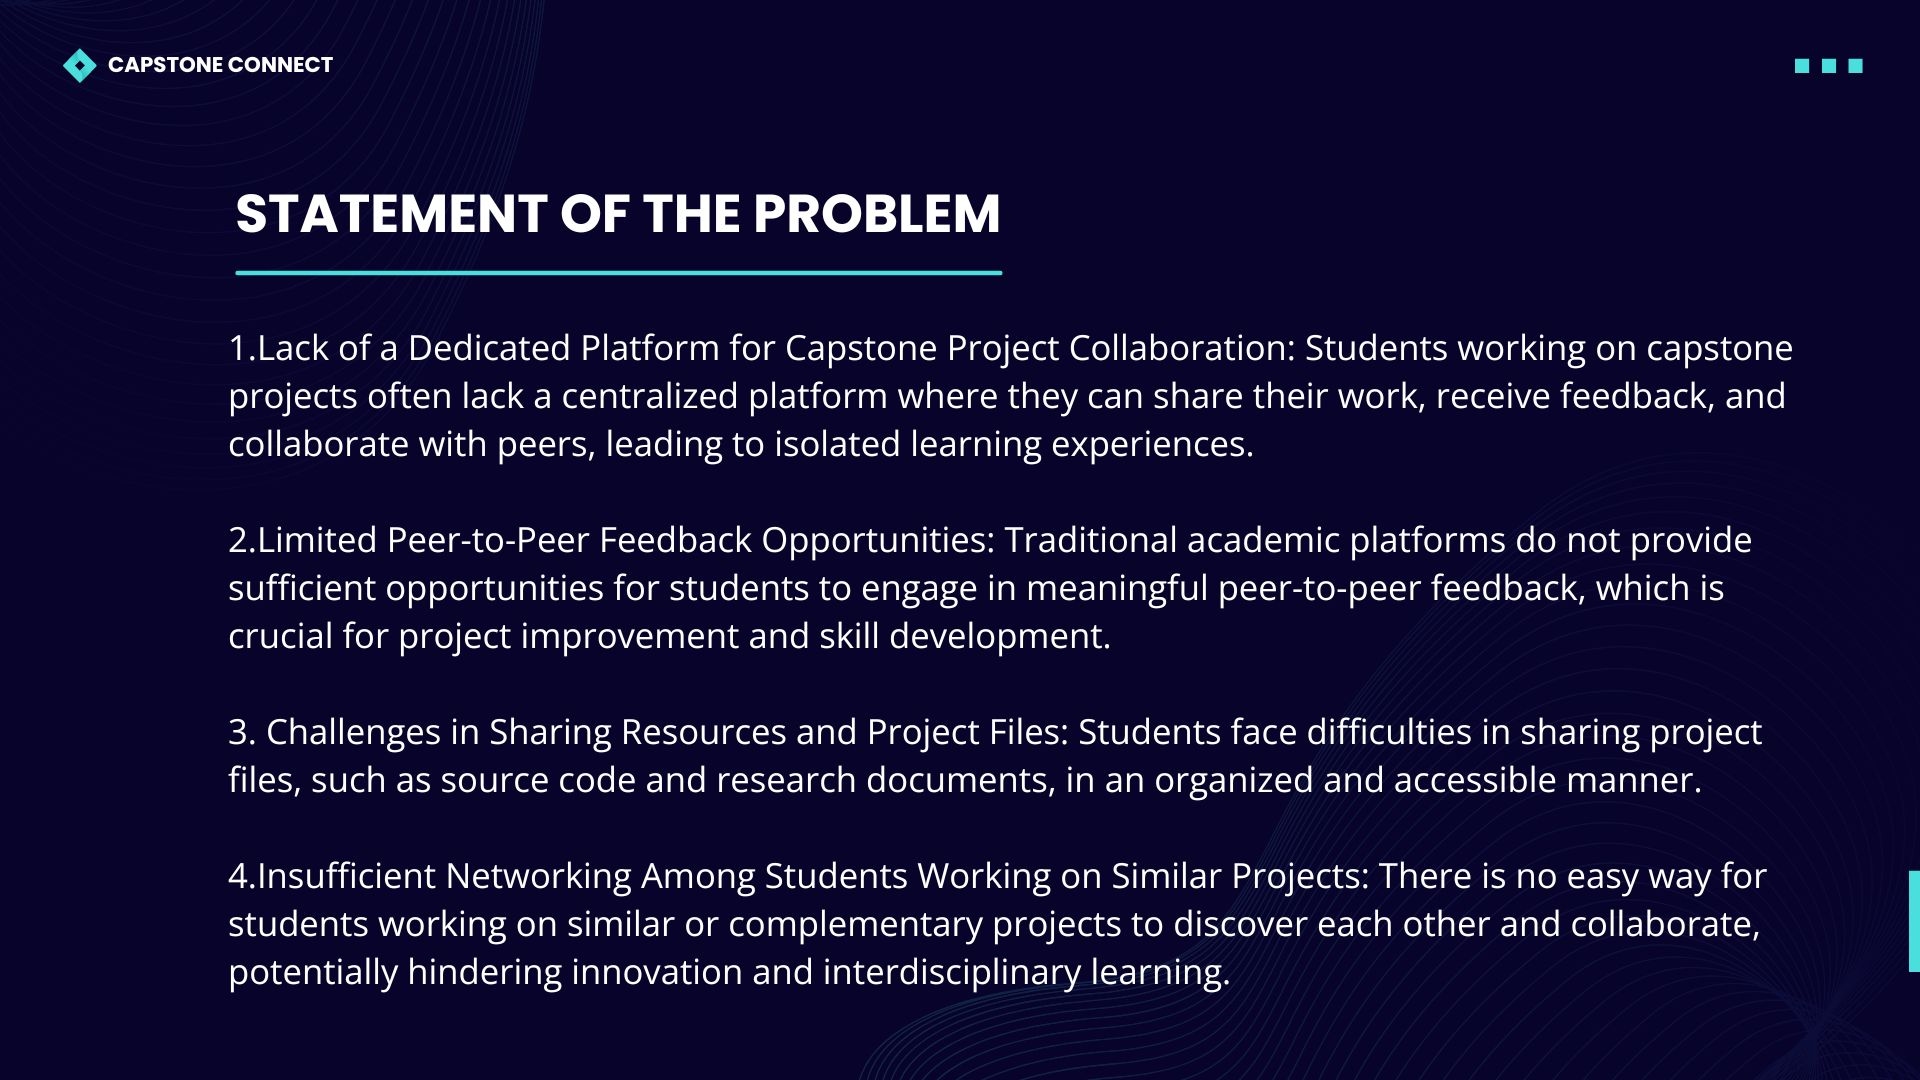 CAPSTONE CONNECT
STATEMENT OF THE PROBLEM
1.Lack of a Dedicated Platform for Capstone Project Collaboration: Students working on capstone
projects often lack a centralized platform where they can share their work, receive feedback, and
collaborate with peers, leading to isolated learning experiences.
2.Limited Peer-to-Peer Feedback Opportunities: Traditional academic platforms do not provide
sufficient opportunities for students to engage in meaningful peer-to-peer feedback, which is
crucial for project improvement and skill development.
3. Challenges in Sharing Resources and Project Files: Students face difficulties in sharing project
files, such as source code and research documents, in an organized and accessible manner.
4.Insufficient Networking Among Students Working on Similar Projects: There is no easy way for
students working on similar or complementary projects to discover each other and collaborate,
potentially hindering innovation and interdisciplinary learning.